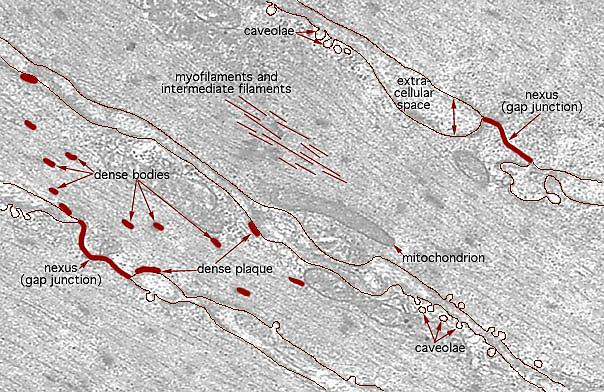 caveolae
myofilaments and
intermediate filaments
extra-
cellular
space
nexus
(gap junction)
dense bodies
mitochondrion
nexus
(gap junction)
dense plaque
caveolae